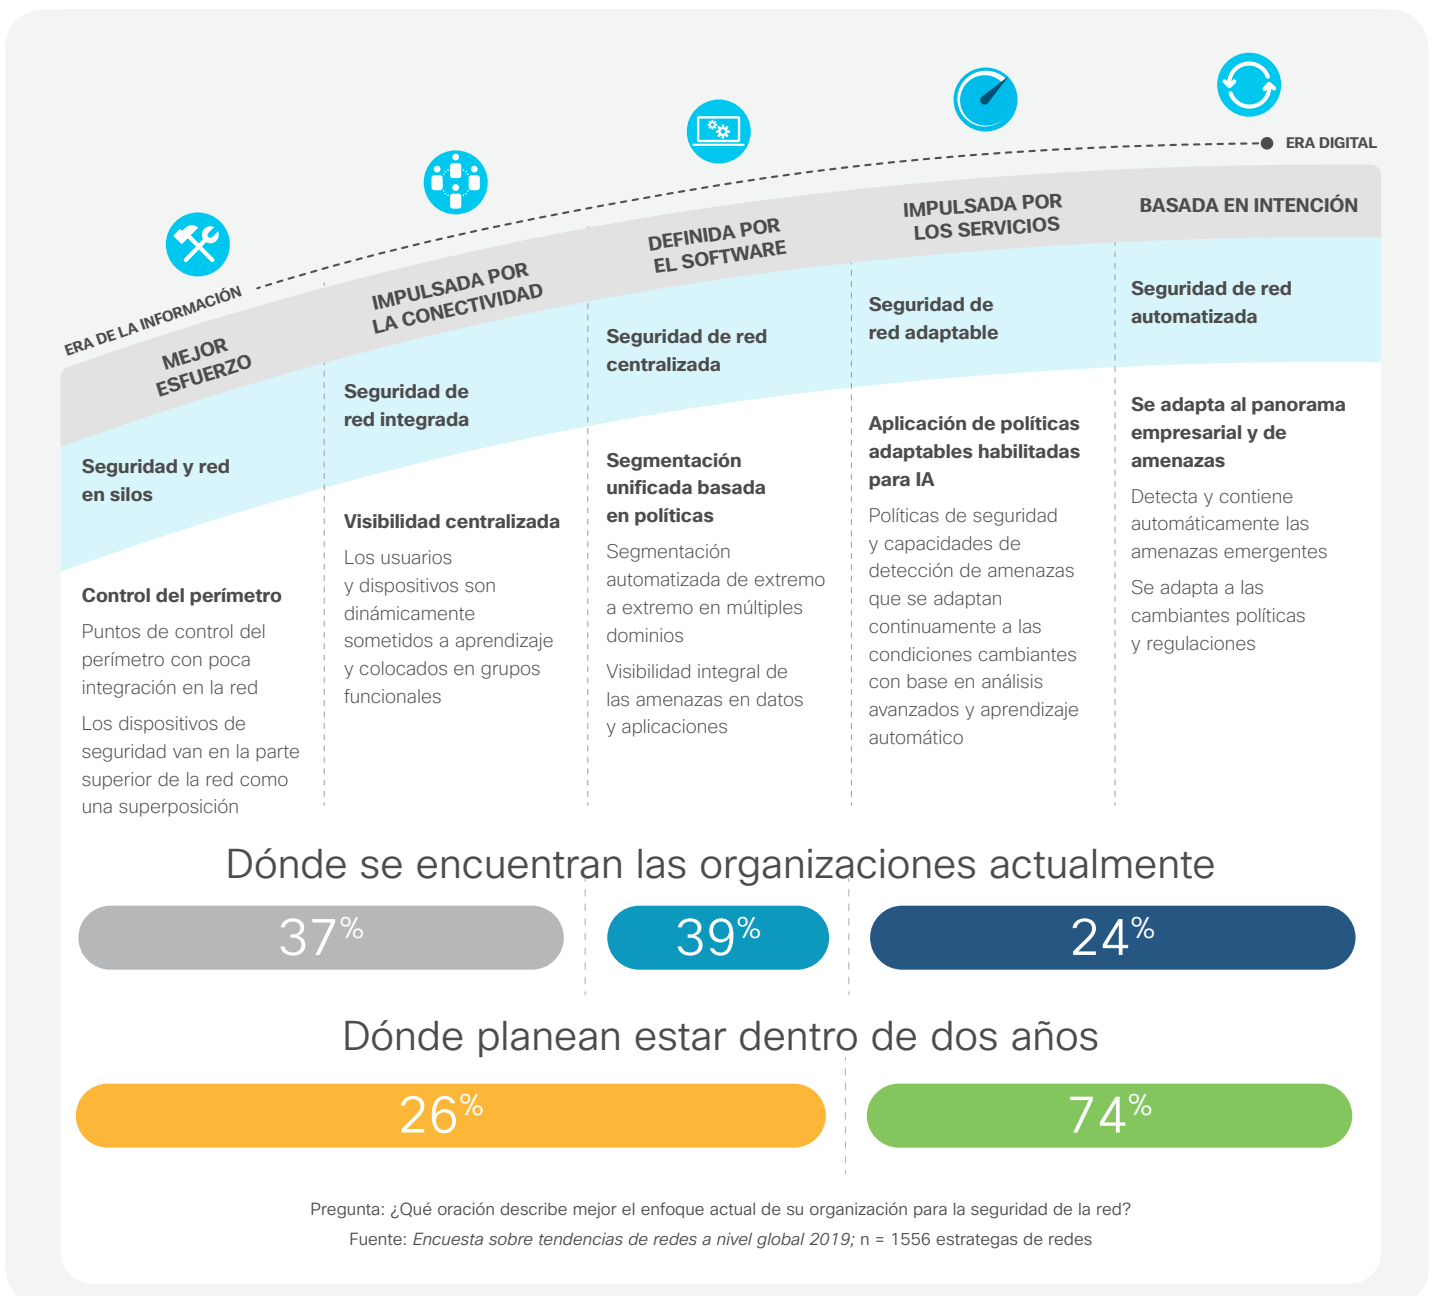 ERA DIGITAL
ERA DE LA INFORMACIÓN
MEJOR
ESFUERZO
Seguridad y red
en silos
Control del perímetro
Puntos de control del
perímetro con poca
integración en la red
Los dispositivos de
seguridad van en la parte
superior de la red como
una superposición
IMPULSADA POR
LA CONECTIVIDAD
Seguridad de
red integrada
Visibilidad centralizada
Los usuarios
y dispositivos son
dinámicamente
sometidos a aprendizaje
y colocados en grupos
funcionales
DEFINIDA POR
EL SOFTWARE
Seguridad de red
centralizada
Segmentación
unificada basada
en políticas
Segmentación
automatizada de extremo
a extremo en múltiples
dominios
Visibilidad integral de
las amenazas en datos
y aplicaciones
IMPULSADA POR
LOS SERVICIOS
Seguridad de
red adaptable
Aplicación de políticas
adaptables habilitadas
para IA
Políticas de seguridad
y capacidades de
detección de amenazas
que se adaptan
continuamente a las
condiciones cambiantes
con base en análisis
avanzados y aprendizaje
automático
BASADA EN INTENCIÓN
Seguridad de red
automatizada
Se adapta al panorama
empresarial y de
amenazas
Detecta y contiene
automáticamente las
amenazas emergentes
Se adapta a las
cambiantes políticas
y regulaciones
Dónde se encuentran las organizaciones actualmente
37% 39% 24%
Dónde planean estar dentro de dos años
26% 74%
Pregunta: ¿Qué oración describe mejor el enfoque actual de su organización para la seguridad de la red?
Fuente: Encuesta sobre tendencias de redes a nivel global 2019; n = 1556 estrategas de redes